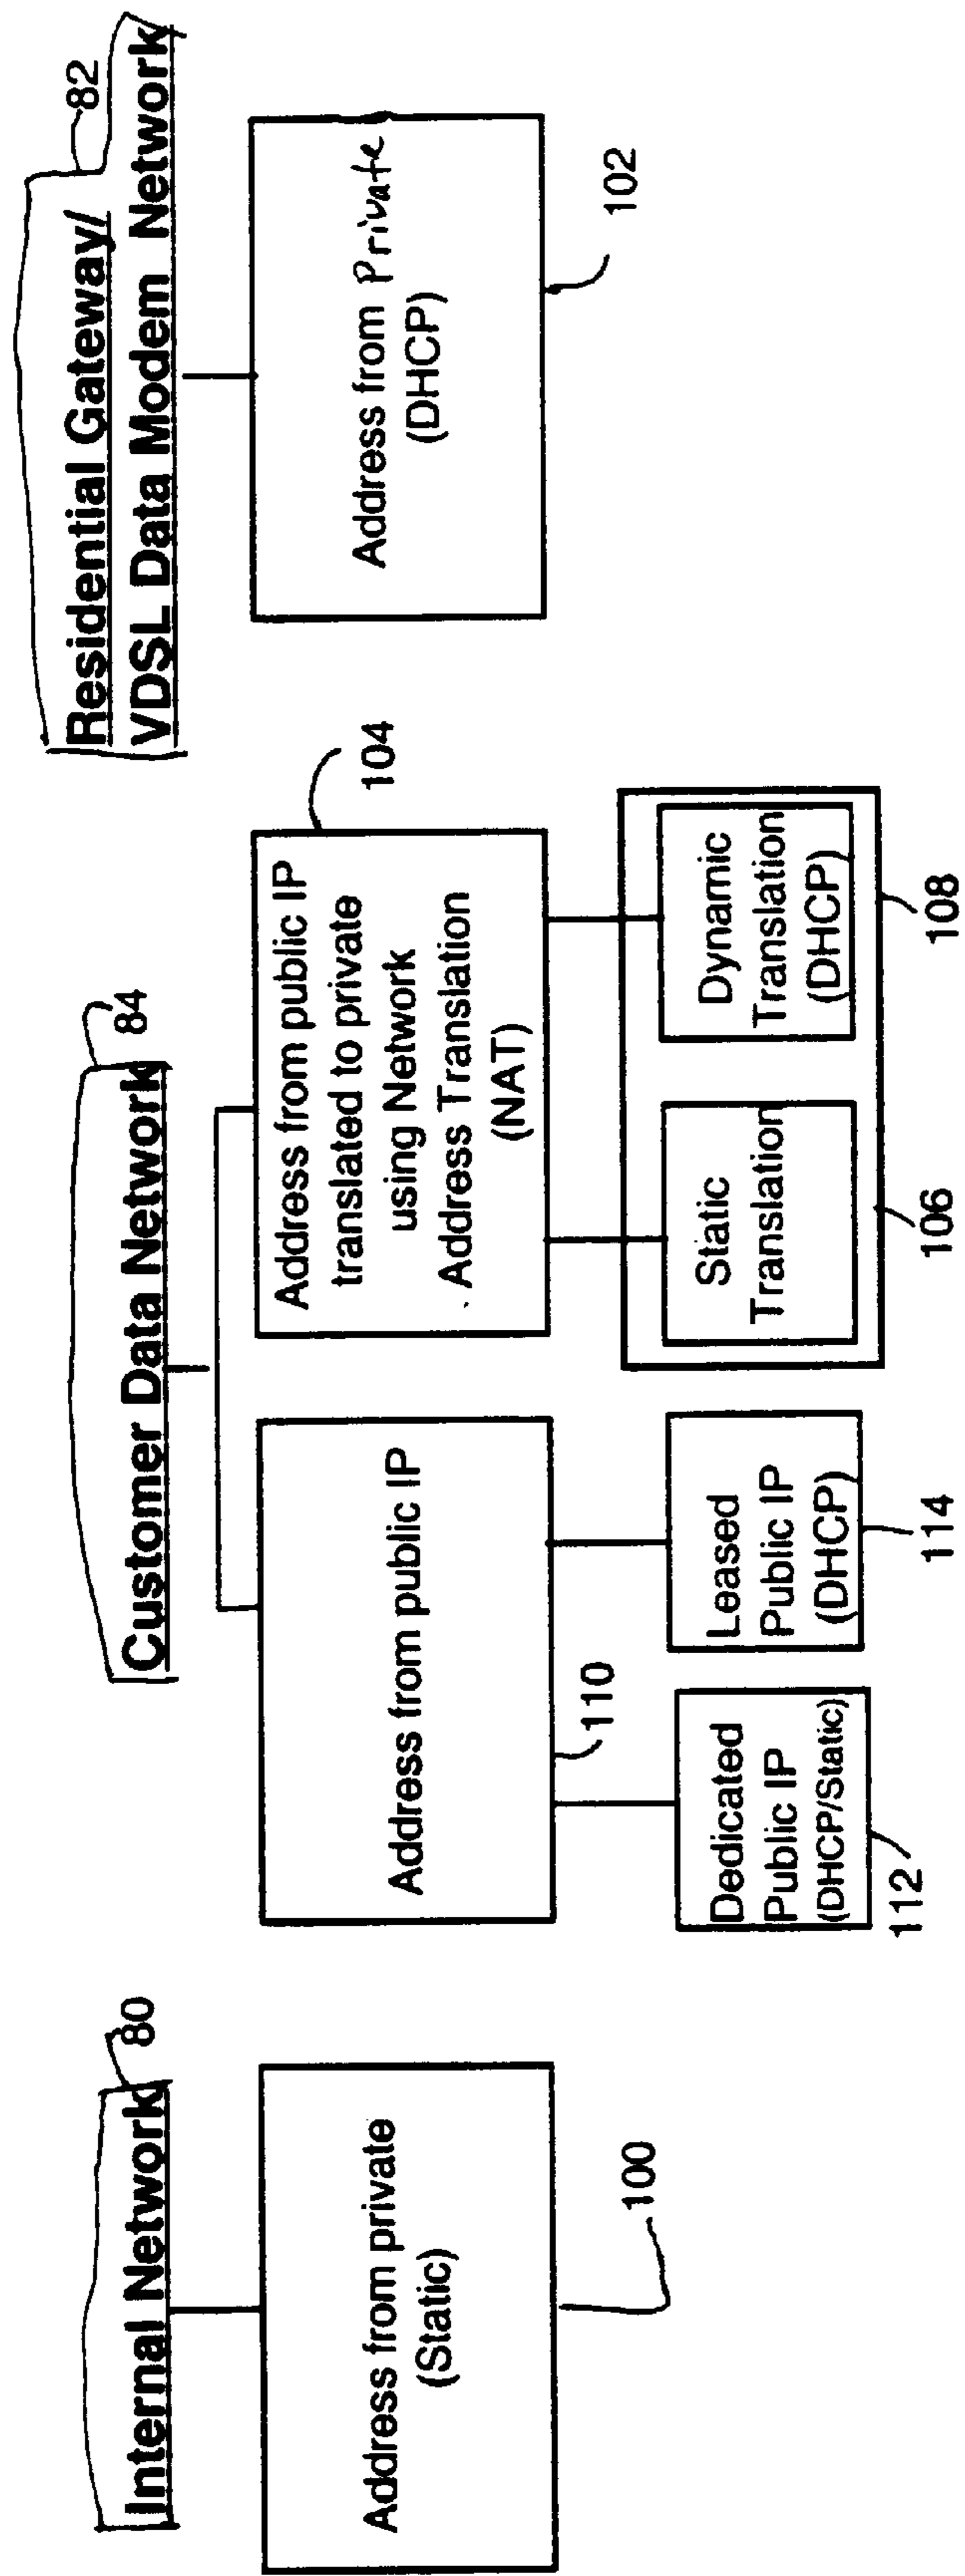 Internal Network
80
Address from private
(Static)
100
Customer Data Network
84
Address from public IP
110
Dedicated
Public IP
(DHCP/Static)
112
Leased
Public IP
(DHCP)
114
Address from public IP
translated to private
using Network
Address Translation
(NAT)
104
Static
Translation
106
Dynamic
Translation
(DHCP)
108
Residential Gateway/
VDSL Data Modem Network
82
Address from Private
(DHCP)
102